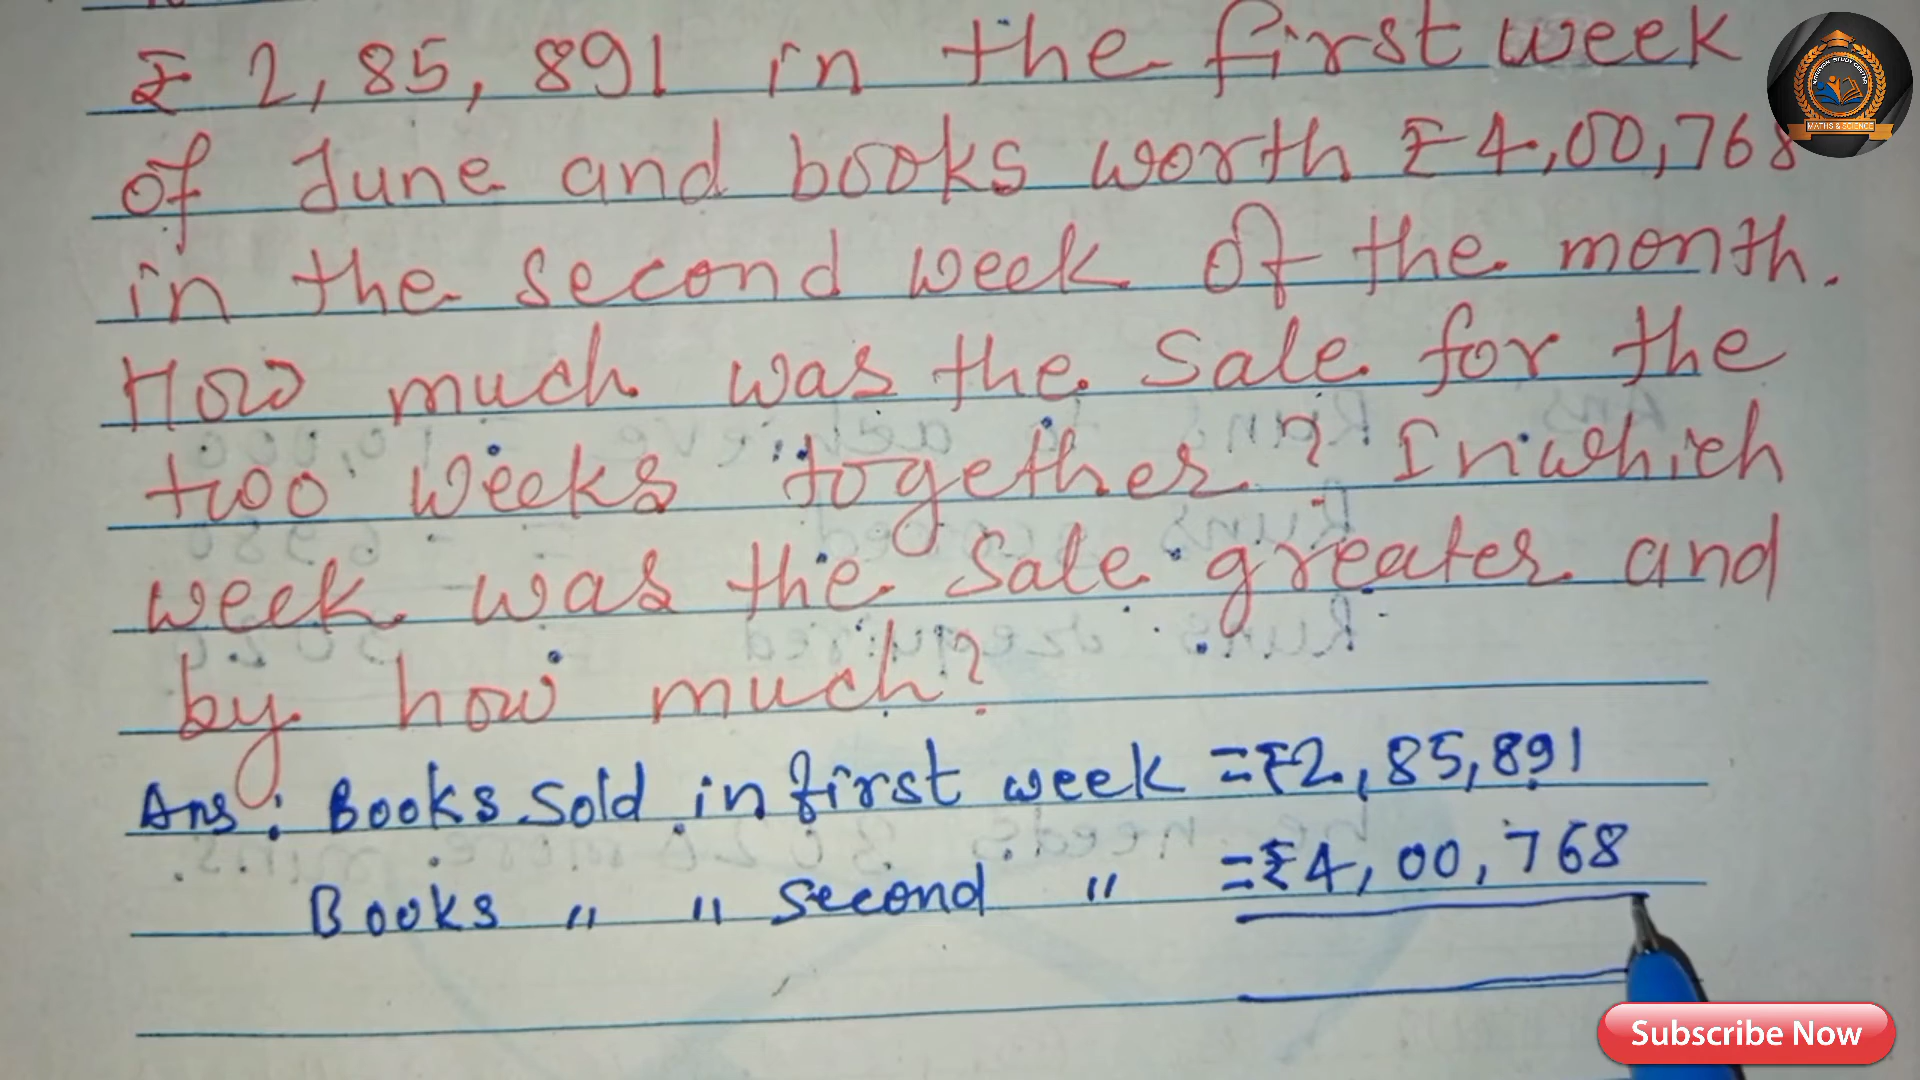 ₹ 2,85,891 in the first week
of June and books worth ₹ 4,00,768
in the second week of the month.
How much was the sale for the
two weeks together? In which
week was the sale greater and
by how much?
Ans: Books sold in first week = ₹2,85,891
Books " " second " = ₹4,00,768
MATHS & SCIENCE
Subscribe Now